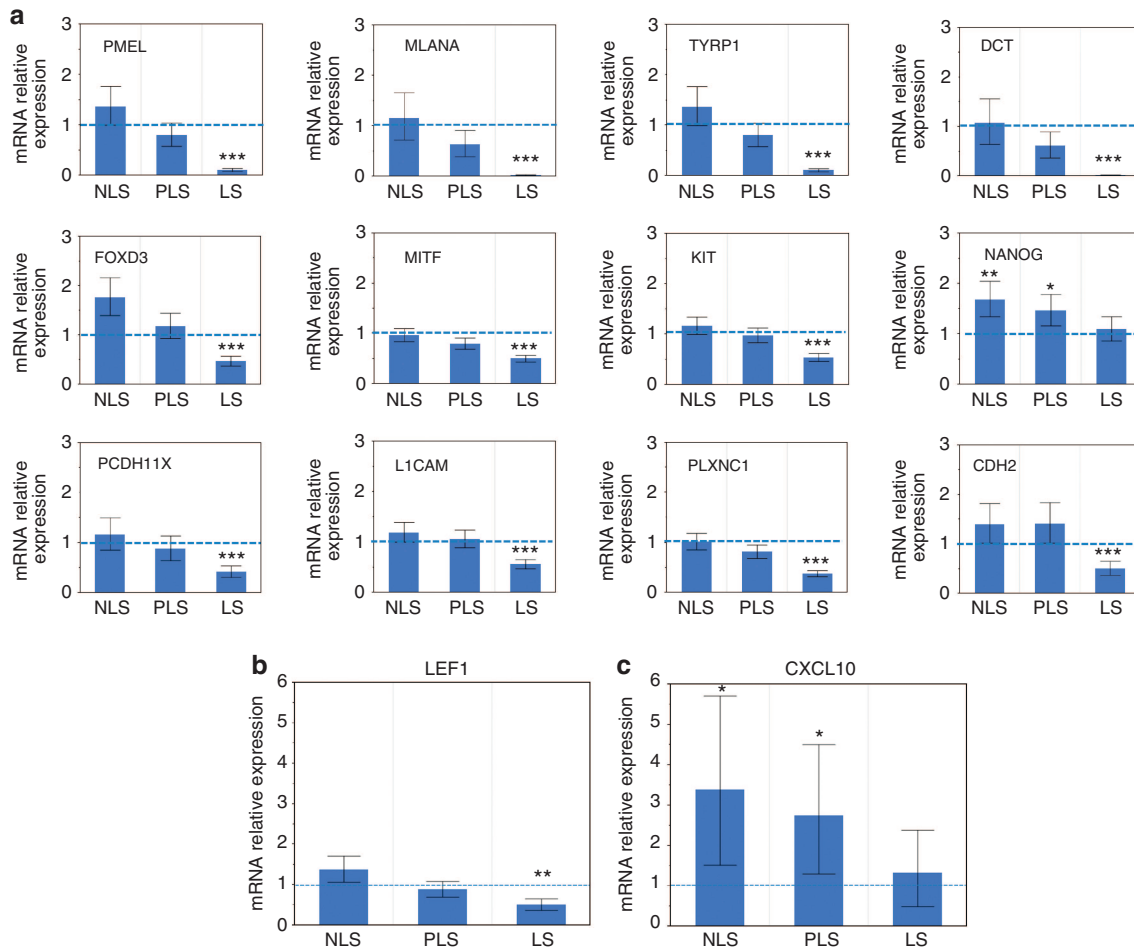 a
3
2
1
0
mRNA relative
expression
PMEL
***
NLS PLS LS
3
2
1
0
mRNA relative
expression
MLANA
***
NLS PLS LS
3
2
1
0
mRNA relative
expression
TYRP1
***
NLS PLS LS
3
2
1
0
mRNA relative
expression
DCT
***
NLS PLS LS
3
2
1
0
mRNA relative
expression
FOXD3
***
NLS PLS LS
3
2
1
0
mRNA relative
expression
MITF
***
NLS PLS LS
3
2
1
0
mRNA relative
expression
KIT
***
NLS PLS LS
3
2
1
0
mRNA relative
expression
NANOG
**
*
NLS PLS LS
3
2
1
0
mRNA relative
expression
PCDH11X
***
NLS PLS LS
3
2
1
0
mRNA relative
expression
L1CAM
***
NLS PLS LS
3
2
1
0
mRNA relative
expression
PLXNC1
***
NLS PLS LS
3
2
1
0
mRNA relative
expression
CDH2
***
NLS PLS LS
b
LEF1
6
5
4
3
2
1
0
mRNA relative expression
**
NLS PLS LS
c
CXCL10
6
5
4
3
2
1
0
mRNA relative expression
*
*
NLS PLS LS